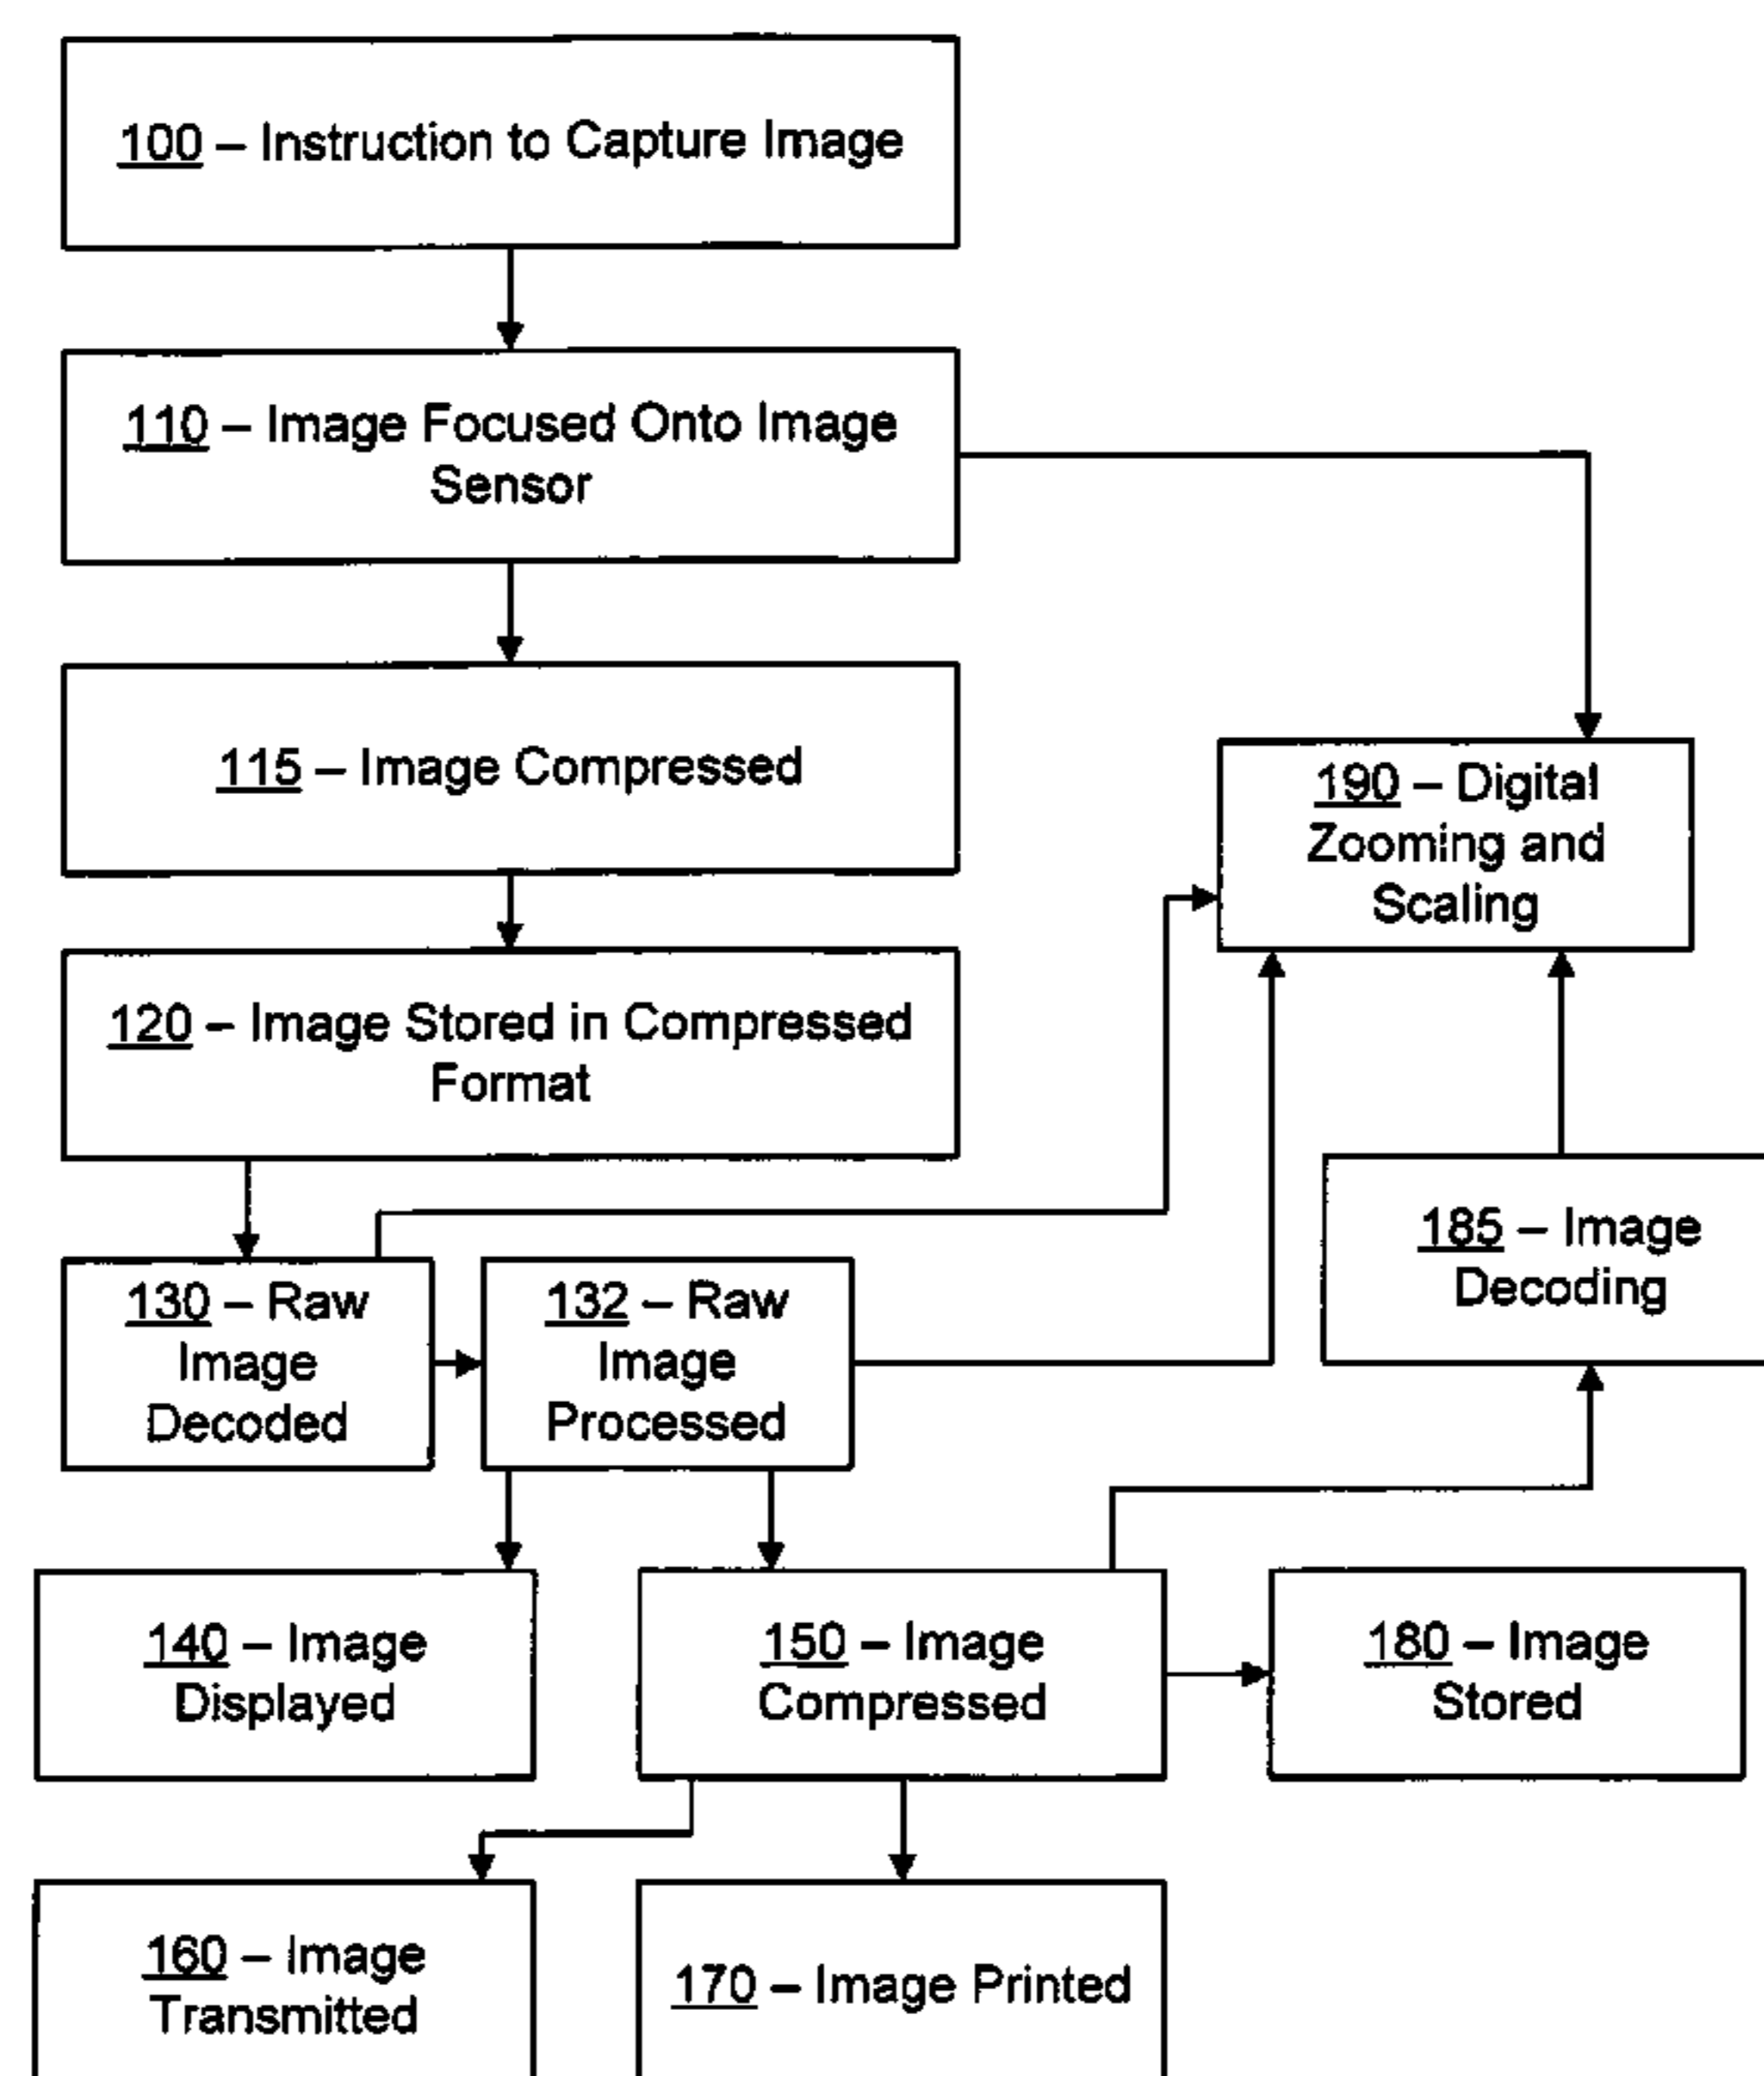 100 – Instruction to Capture Image
110 – Image Focused Onto Image
Sensor
115 – Image Compressed
190 – Digital
Zooming and
Scaling
120 – Image Stored in Compressed
Format
185 – Image
Decoding
130 – Raw
Image
Decoded
132 – Raw
Image
Processed
140 – Image
Displayed
150 – Image
Compressed
180 – Image
Stored
160 – Image
Transmitted
170 – Image Printed